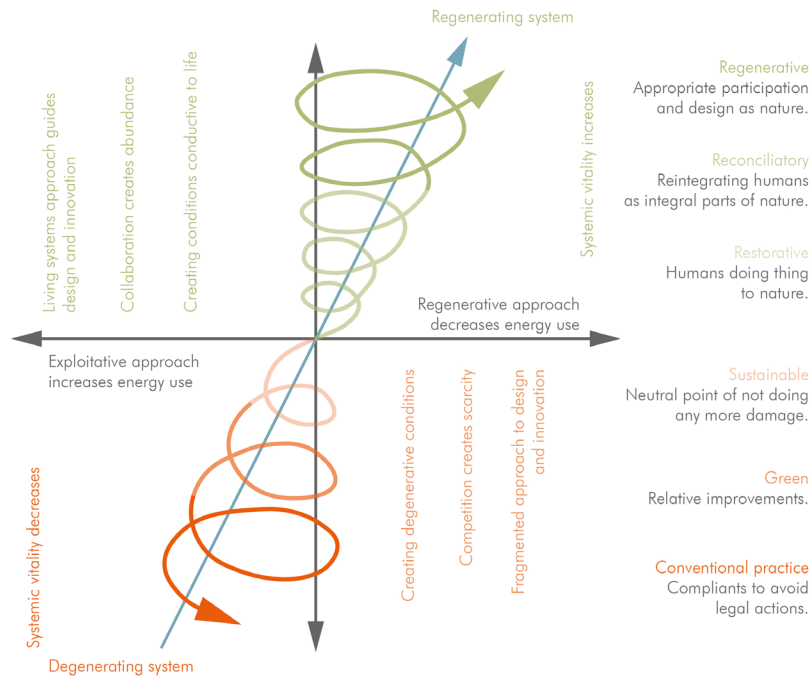 Regenerating system
Living systems approach guides
design and innovation
Collaboration creates abundance
Creating conditions conductive to life
Systemic vitality increases
Regenerative approach
decreases energy use
Exploitative approach
increases energy use
Systemic vitality decreases
Creating degenerative conditions
Competition creates scarcity
Fragmented approach to design
and innovation
Degenerating system
Regenerative
Appropriate participation
and design as nature.
Reconciliatory
Reintegrating humans
as integral parts of nature.
Restorative
Humans doing thing
to nature.
Sustainable
Neutral point of not doing
any more damage.
Green
Relative improvements.
Conventional practice
Compliants to avoid
legal actions.